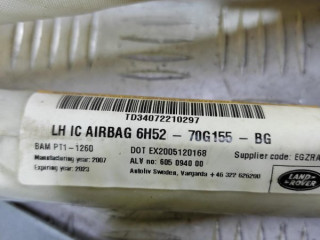 TD34072210297
LH IC AIRBAG 6H52 - 70G155 - BG
BAM PT1-1260 DOT EX2005120168 Supplier code: EGZRA
Manufacturing year: 2007 ALV no: 605 0940 00
Expiring year: 2023 Autoliv Sweden, Vargarda +46 322 626290
LAND-
ROVER